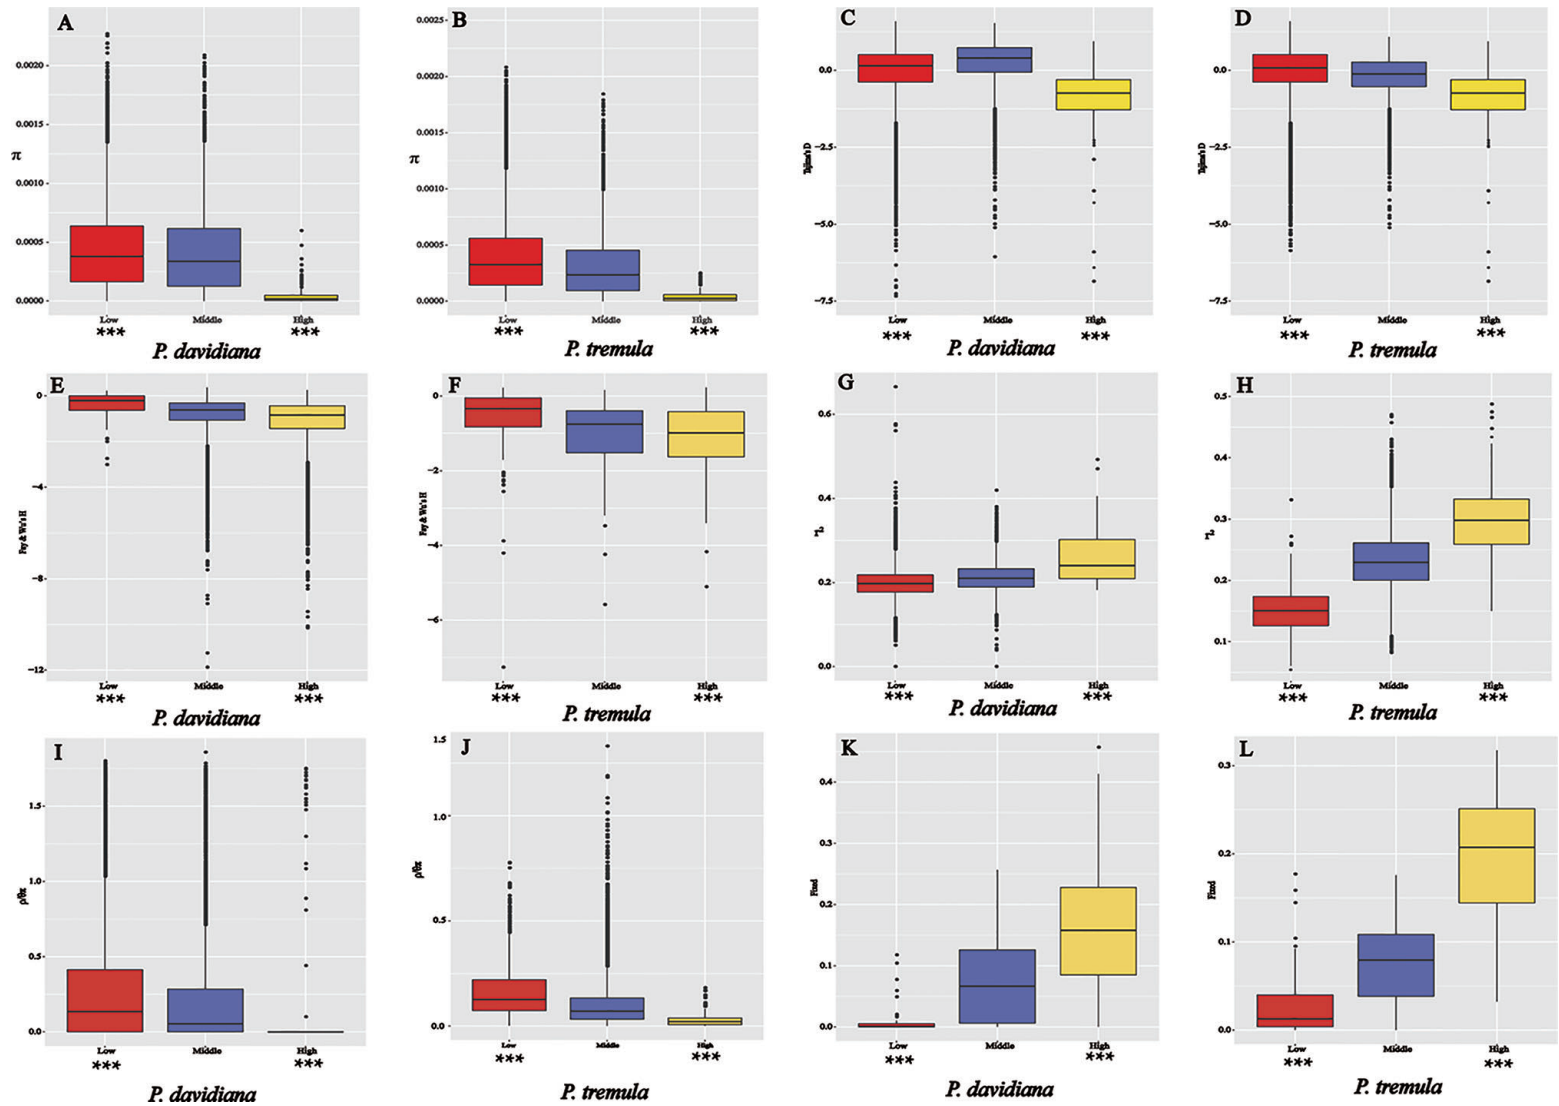 A
0.0020
0.0015
π
0.0010
0.0005
0.0000
Low Middle High
*** ***
P. davidiana
B
0.0025
0.0020
0.0015
π
0.0010
0.0005
0.0000
Low Middle High
*** ***
P. tremula
C
0.0
−2.5
Tajima's D
−5.0
−7.5
Low Middle High
*** ***
P. davidiana
D
0.0
−2.5
Tajima's D
−5.0
−7.5
Low Middle High
*** ***
P. tremula
E
0
−4
Fay & Wu's H
−8
−12
Low Middle High
*** ***
P. davidiana
F
0
−2
Fay & Wu's H
−4
−6
Low Middle High
*** ***
P. tremula
G
0.6
0.4
0.2
0.0
Low Middle High
*** ***
P. davidiana
H
0.5
0.4
0.3
0.2
0.1
Low Middle High
*** ***
P. tremula
I
1.5
1.0
ρ/θπ
0.5
0.0
Low Middle High
*** ***
P. davidiana
J
1.5
1.0
ρ/θπ
0.5
0.0
Low Middle High
*** ***
P. tremula
K
0.4
0.3
Fixed
0.2
0.1
0.0
Low Middle High
*** ***
P. davidiana
L
0.3
0.2
Fixed
0.1
0.0
Low Middle High
*** ***
P. tremula